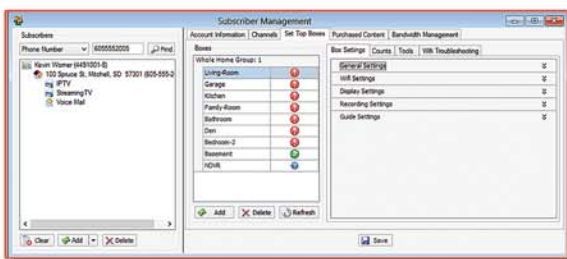 Subscriber Management
Subscribers
Phone Number 6055552005 Find
Kevin Womer (4451001-8)
100 Spruce St, Mitchell, SD 57301 (605-555-2
IPTV
StreamingTV
Voice Mail
Clear Add Delete
Account Information Channels Set Top Boxes Purchased Content Bandwidth Management
Boxes
Whole Home Group: 1
Living-Room
Garage
Kitchen
Family-Room
Bathroom
Den
Bedroom-2
Basement
NDVR
Add Delete Refresh
Box Settings Counts Tools Wifi Troubleshooting
General Settings
Wifi Settings
Display Settings
Recording Settings
Guide Settings
Save